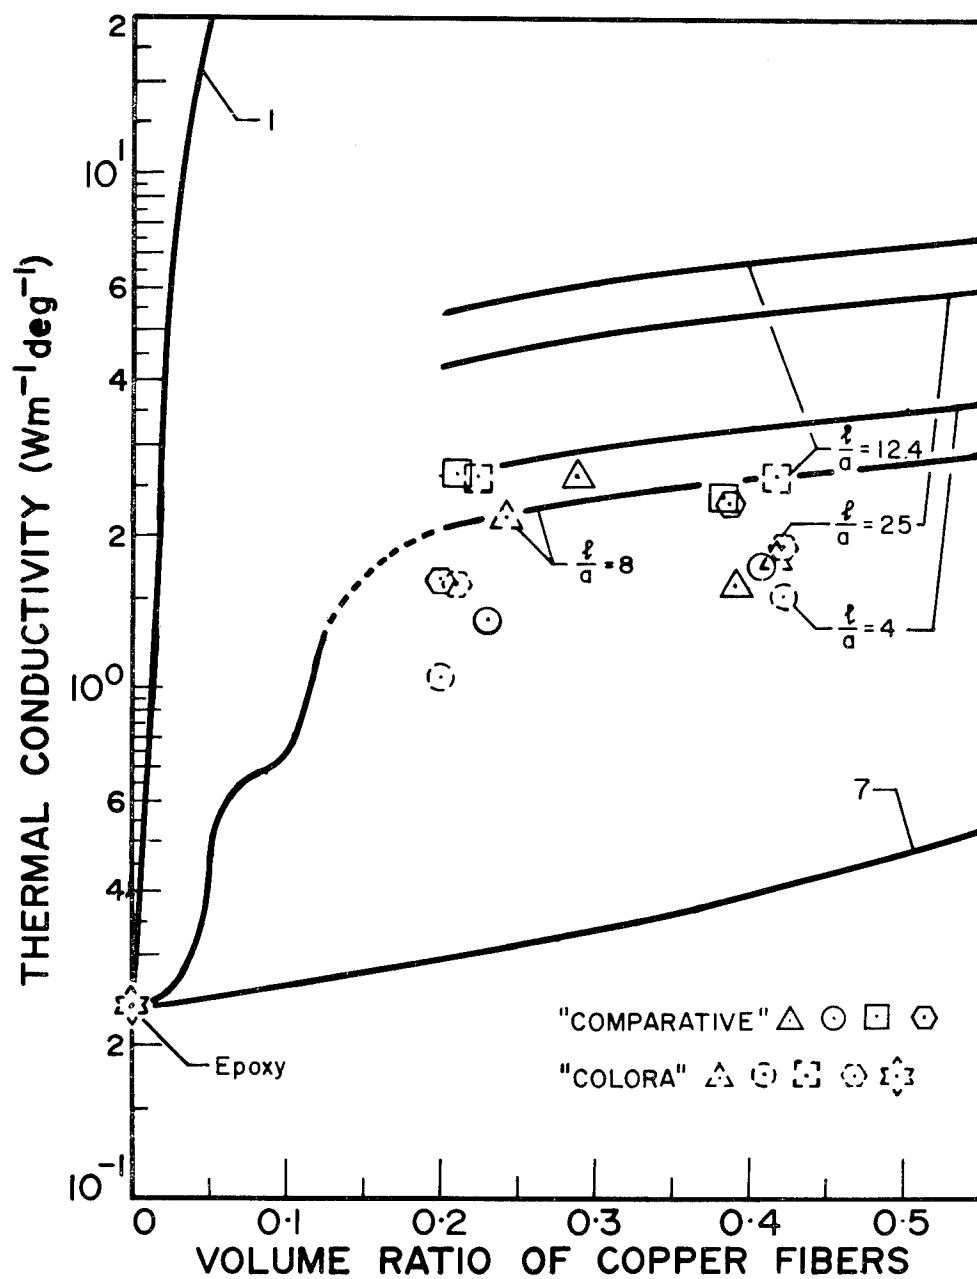 2
1
10¹
6
4
2
10⁰
6
4
2
10⁻¹
THERMAL CONDUCTIVITY (Wm⁻¹deg⁻¹)
ℓ/a = 12.4
ℓ/a = 25
ℓ/a = 8
ℓ/a = 4
7
Epoxy
"COMPARATIVE"
"COLORA"
0 0·1 0·2 0·3 0·4 0·5
VOLUME RATIO OF COPPER FIBERS